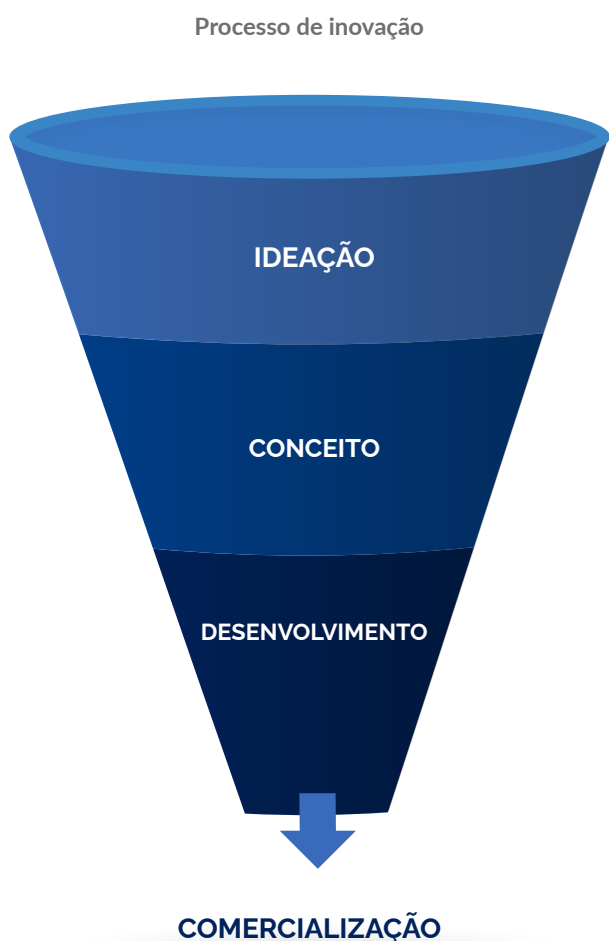 Processo de inovação
IDEAÇÃO
CONCEITO
DESENVOLVIMENTO
COMERCIALIZAÇÃO